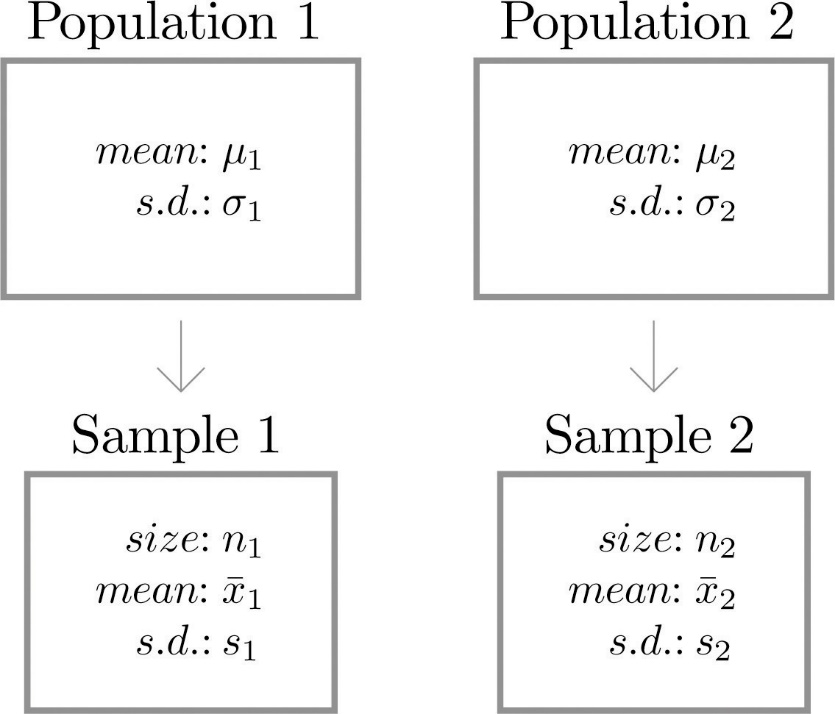 Population 1
mean: μ₁
s.d.: σ₁
Population 2
mean: μ₂
s.d.: σ₂
Sample 1
size: n₁
mean: x̄₁
s.d.: s₁
Sample 2
size: n₂
mean: x̄₂
s.d.: s₂